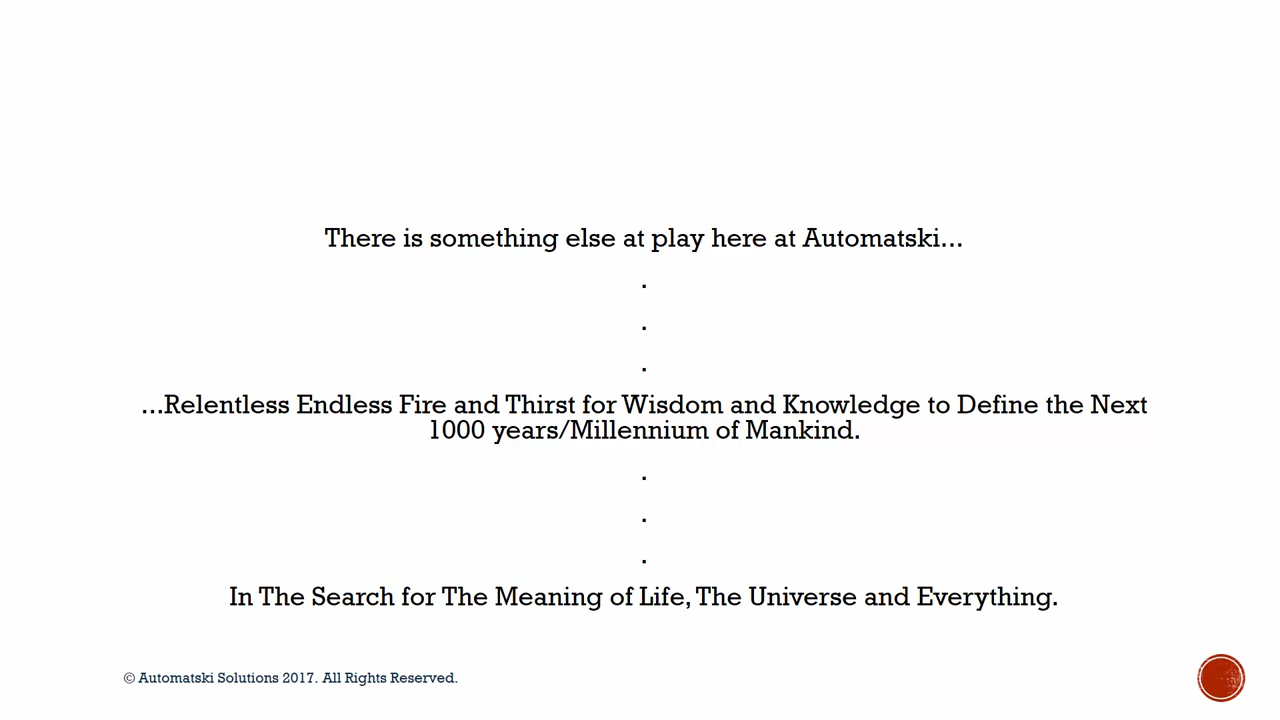 There is something else at play here at Automatski...
.
.
.
...Relentless Endless Fire and Thirst for Wisdom and Knowledge to Define the Next
1000 years/Millennium of Mankind.
.
.
.
In The Search for The Meaning of Life, The Universe and Everything.
© Automatski Solutions 2017. All Rights Reserved.